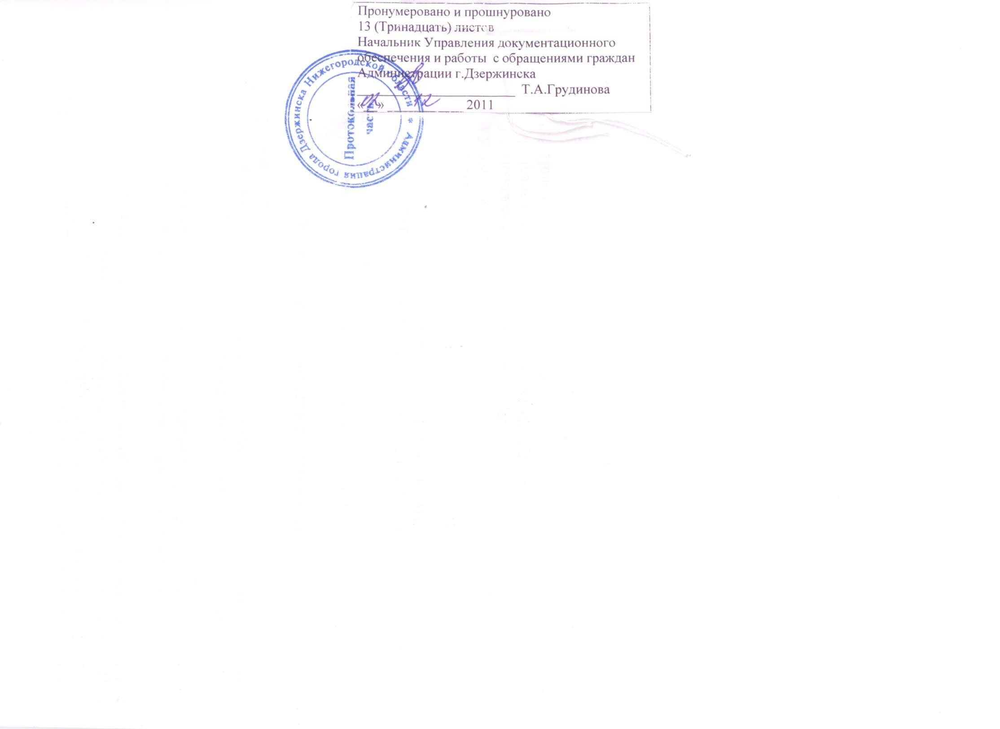 Пронумеровано и прошнуровано
13 (Тринадцать) листов
Начальник Управления документационного
обеспечения и работы с обращениями граждан
Администрации г.Дзержинска
Т.А.Грудинова
« » 12 2011
Администрация города Дзержинска Нижегородской области *
Протокольная
часть